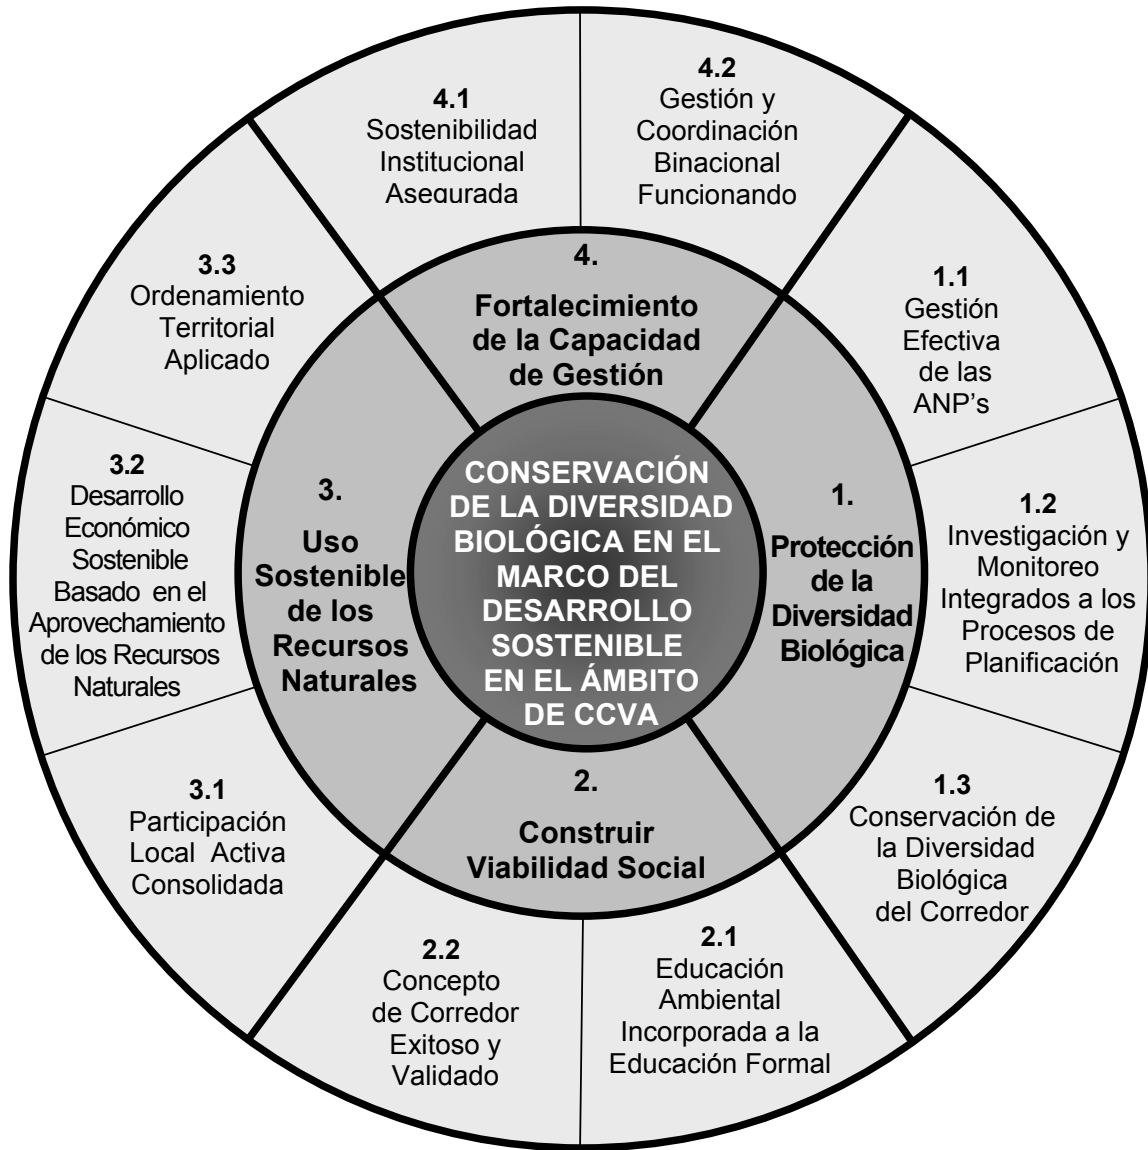 CONSERVACIÓN
DE LA DIVERSIDAD
BIOLÓGICA EN EL
MARCO DEL
DESARROLLO
SOSTENIBLE
EN EL ÁMBITO
DE CCVA
1.
Protección
de la
Diversidad
Biológica
1.1
Gestión
Efectiva
de las
ANP’s
1.2
Investigación y
Monitoreo
Integrados a los
Procesos de
Planificación
1.3
Conservación de
la Diversidad
Biológica
del Corredor
2.
Construir
Viabilidad Social
2.1
Educación
Ambiental
Incorporada a la
Educación Formal
2.2
Concepto
de Corredor
Exitoso y
Validado
3.
Uso
Sostenible
de los
Recursos
Naturales
3.1
Participación
Local Activa
Consolidada
3.2
Desarrollo
Económico
Sostenible
Basado en el
Aprovechamiento
de los Recursos
Naturales
3.3
Ordenamiento
Territorial
Aplicado
4.
Fortalecimiento
de la Capacidad
de Gestión
4.1
Sostenibilidad
Institucional
Asegurada
4.2
Gestión y
Coordinación
Binacional
Funcionando